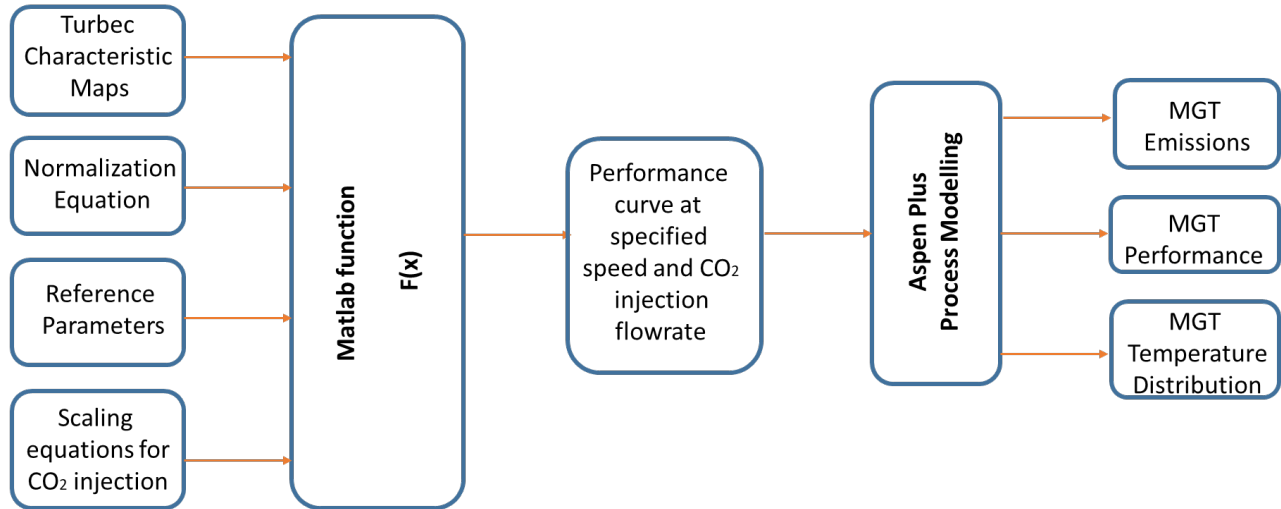 Turbec
Characteristic
Maps
Normalization
Equation
Reference
Parameters
Scaling
equations for
CO₂ injection
Matlab function
F(x)
Performance
curve at
specified
speed and CO₂
injection
flowrate
Aspen Plus
Process Modelling
MGT
Emissions
MGT
Performance
MGT
Temperature
Distribution